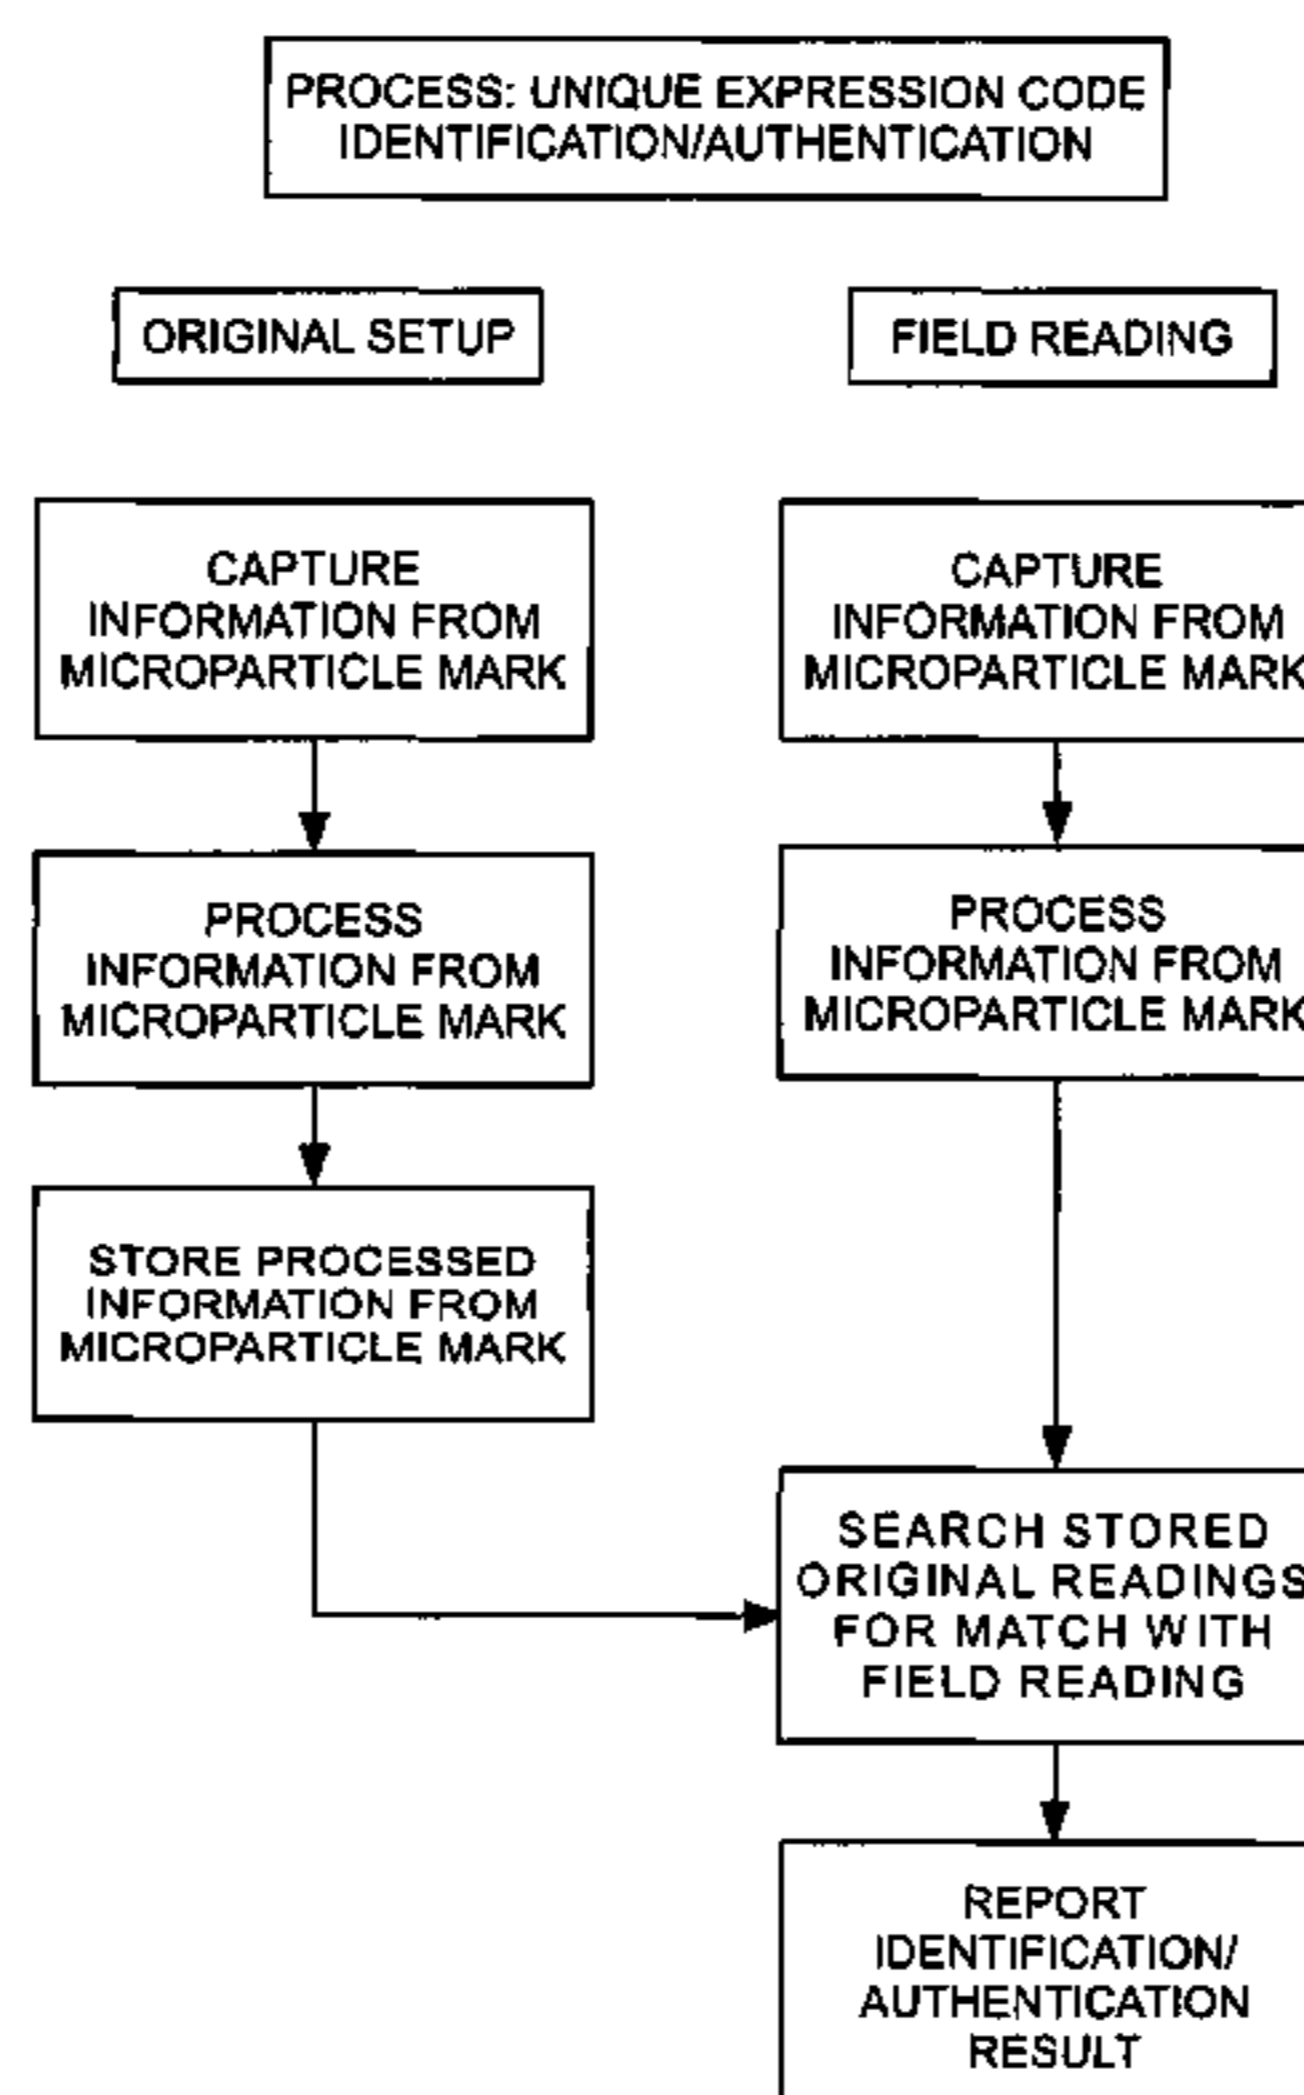 PROCESS: UNIQUE EXPRESSION CODE
IDENTIFICATION/AUTHENTICATION
ORIGINAL SETUP
FIELD READING
CAPTURE
INFORMATION FROM
MICROPARTICLE MARK
PROCESS
INFORMATION FROM
MICROPARTICLE MARK
STORE PROCESSED
INFORMATION FROM
MICROPARTICLE MARK
CAPTURE
INFORMATION FROM
MICROPARTICLE MARK
PROCESS
INFORMATION FROM
MICROPARTICLE MARK
SEARCH STORED
ORIGINAL READINGS
FOR MATCH WITH
FIELD READING
REPORT
IDENTIFICATION/
AUTHENTICATION
RESULT